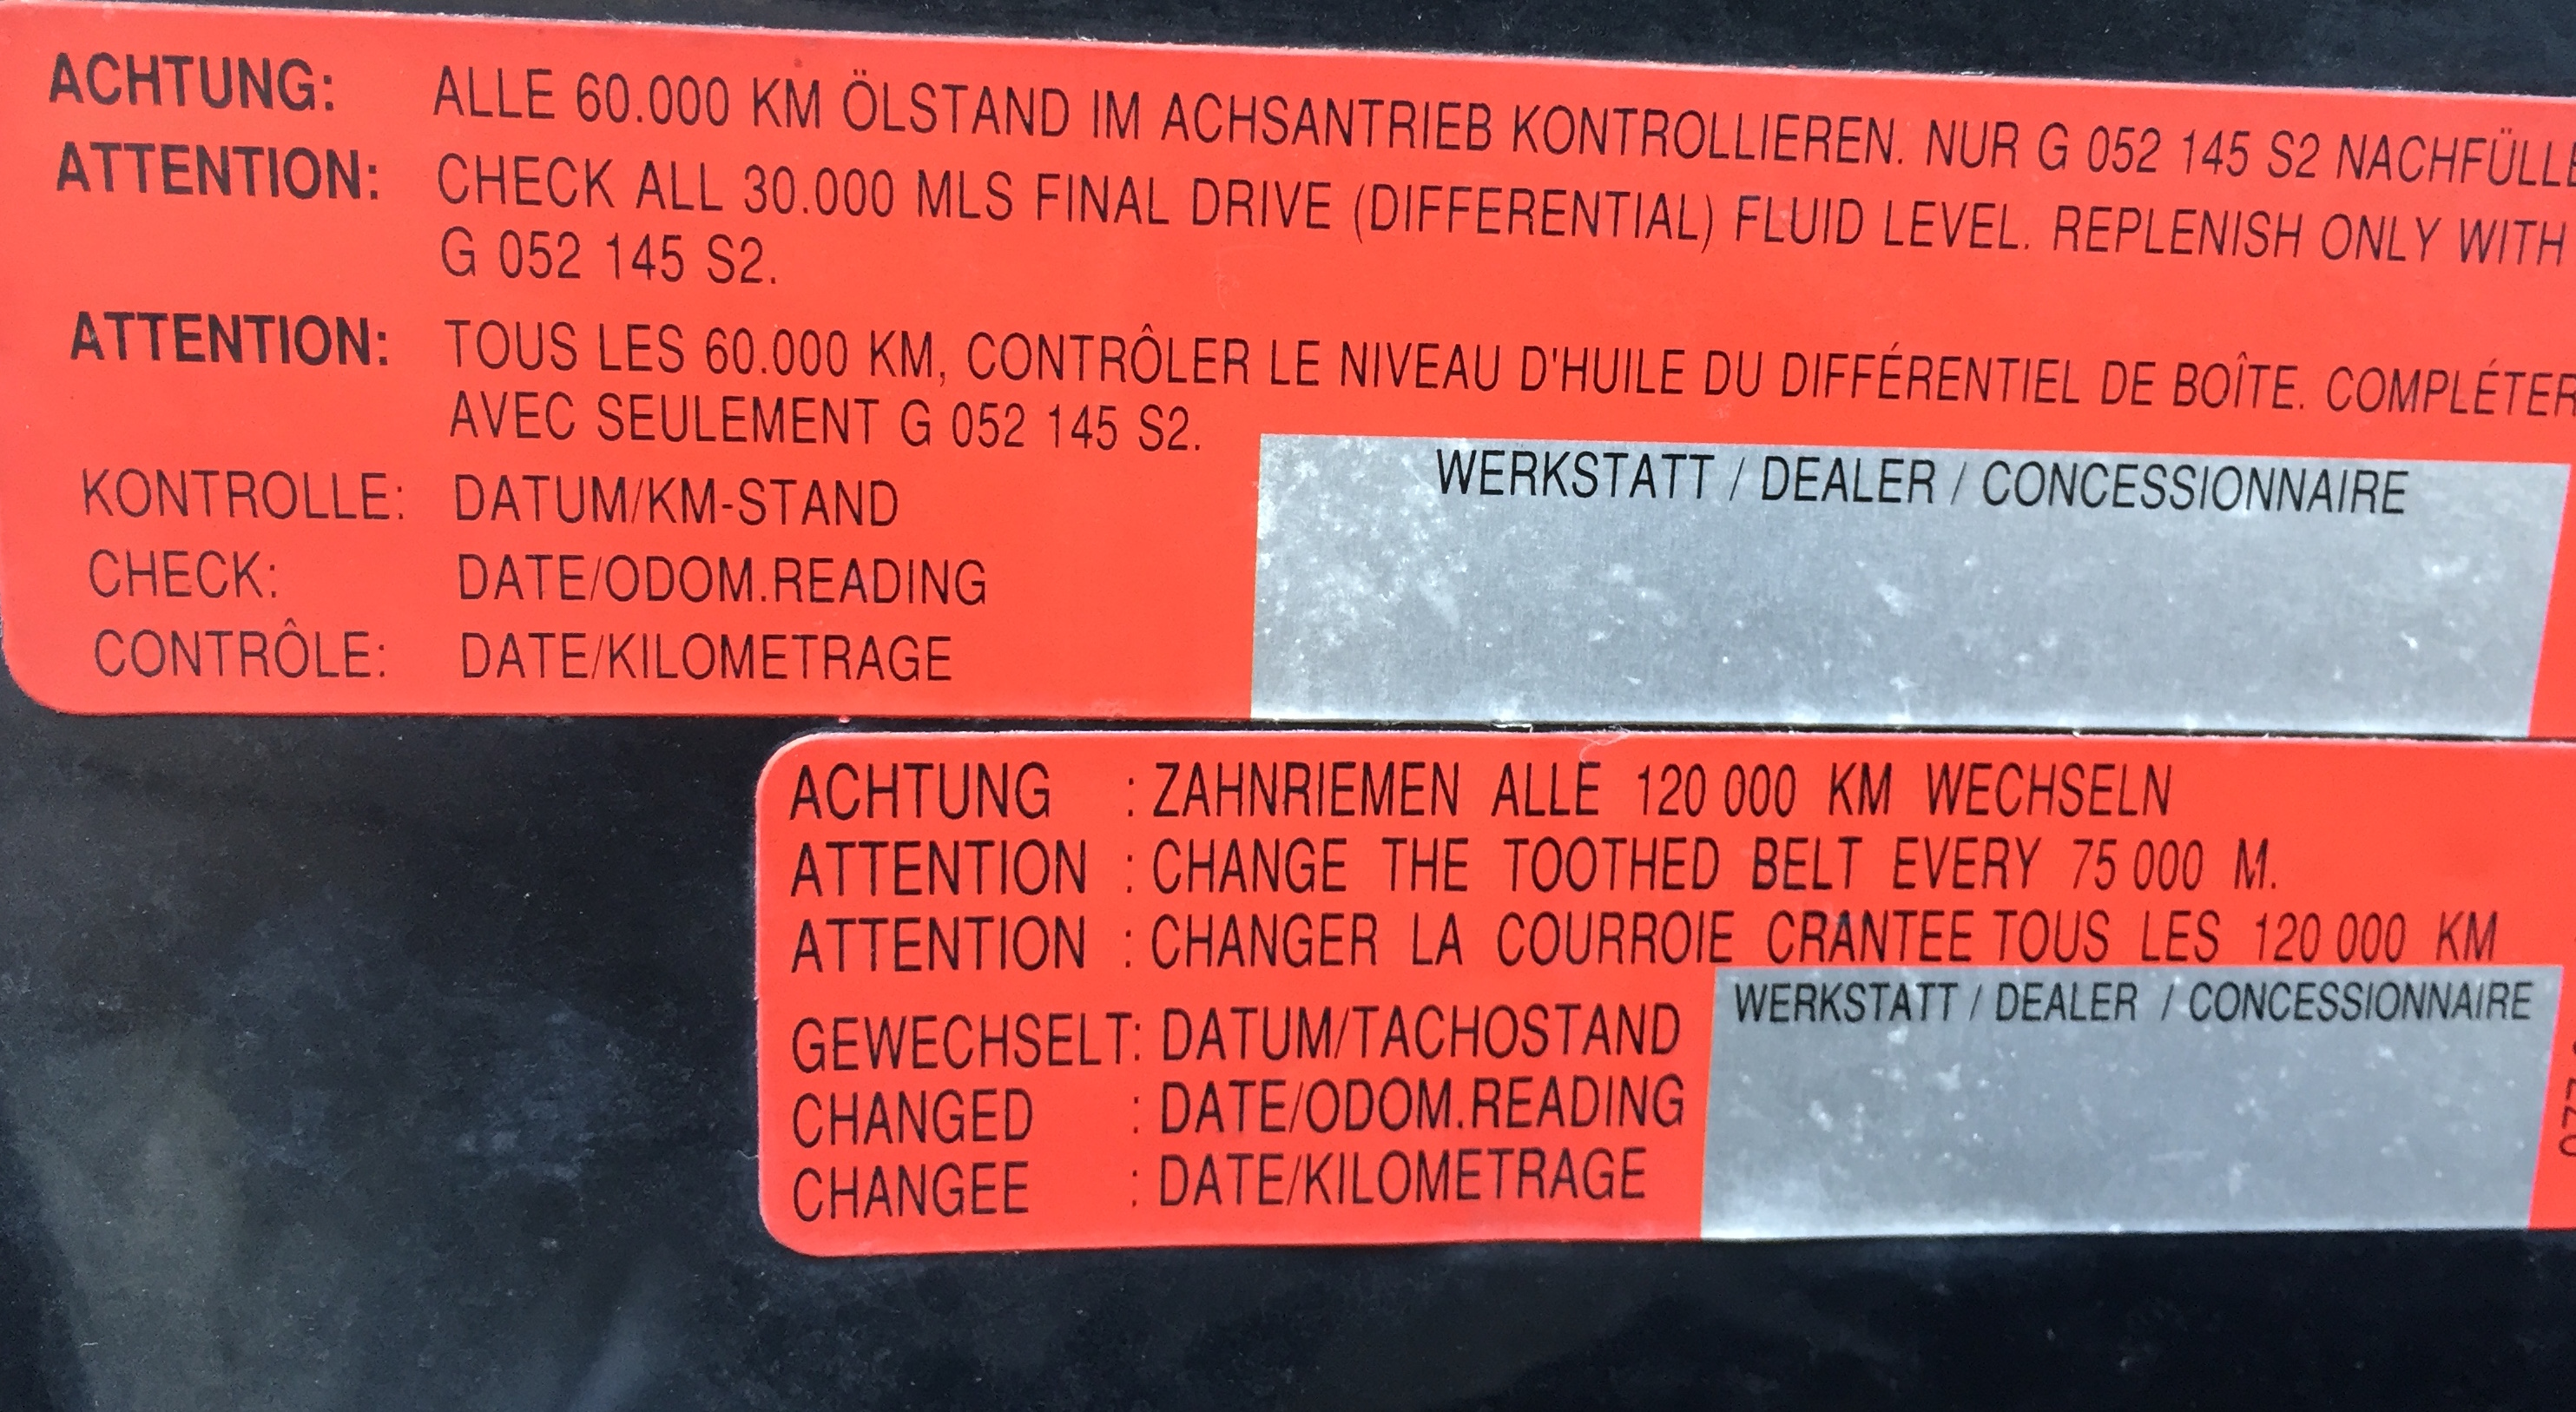 ACHTUNG: ALLE 60.000 KM ÖLSTAND IM ACHSANTRIEB KONTROLLIEREN. NUR G 052 145 S2 NACHFÜLLE
ATTENTION: CHECK ALL 30.000 MLS FINAL DRIVE (DIFFERENTIAL) FLUID LEVEL. REPLENISH ONLY WITH
G 052 145 S2.
ATTENTION: TOUS LES 60.000 KM, CONTRÔLER LE NIVEAU D'HUILE DU DIFFÉRENTIEL DE BOÎTE. COMPLÉTER
AVEC SEULEMENT G 052 145 S2.
WERKSTATT / DEALER / CONCESSIONNAIRE
KONTROLLE: DATUM/KM-STAND
CHECK: DATE/ODOM.READING
CONTRÔLE: DATE/KILOMETRAGE
ACHTUNG : ZAHNRIEMEN ALLE 120 000 KM WECHSELN
ATTENTION : CHANGE THE TOOTHED BELT EVERY 75 000 M.
ATTENTION : CHANGER LA COURROIE CRANTEE TOUS LES 120 000 KM
WERKSTATT / DEALER / CONCESSIONNAIRE
GEWECHSELT: DATUM/TACHOSTAND
CHANGED : DATE/ODOM.READING
CHANGEE : DATE/KILOMETRAGE